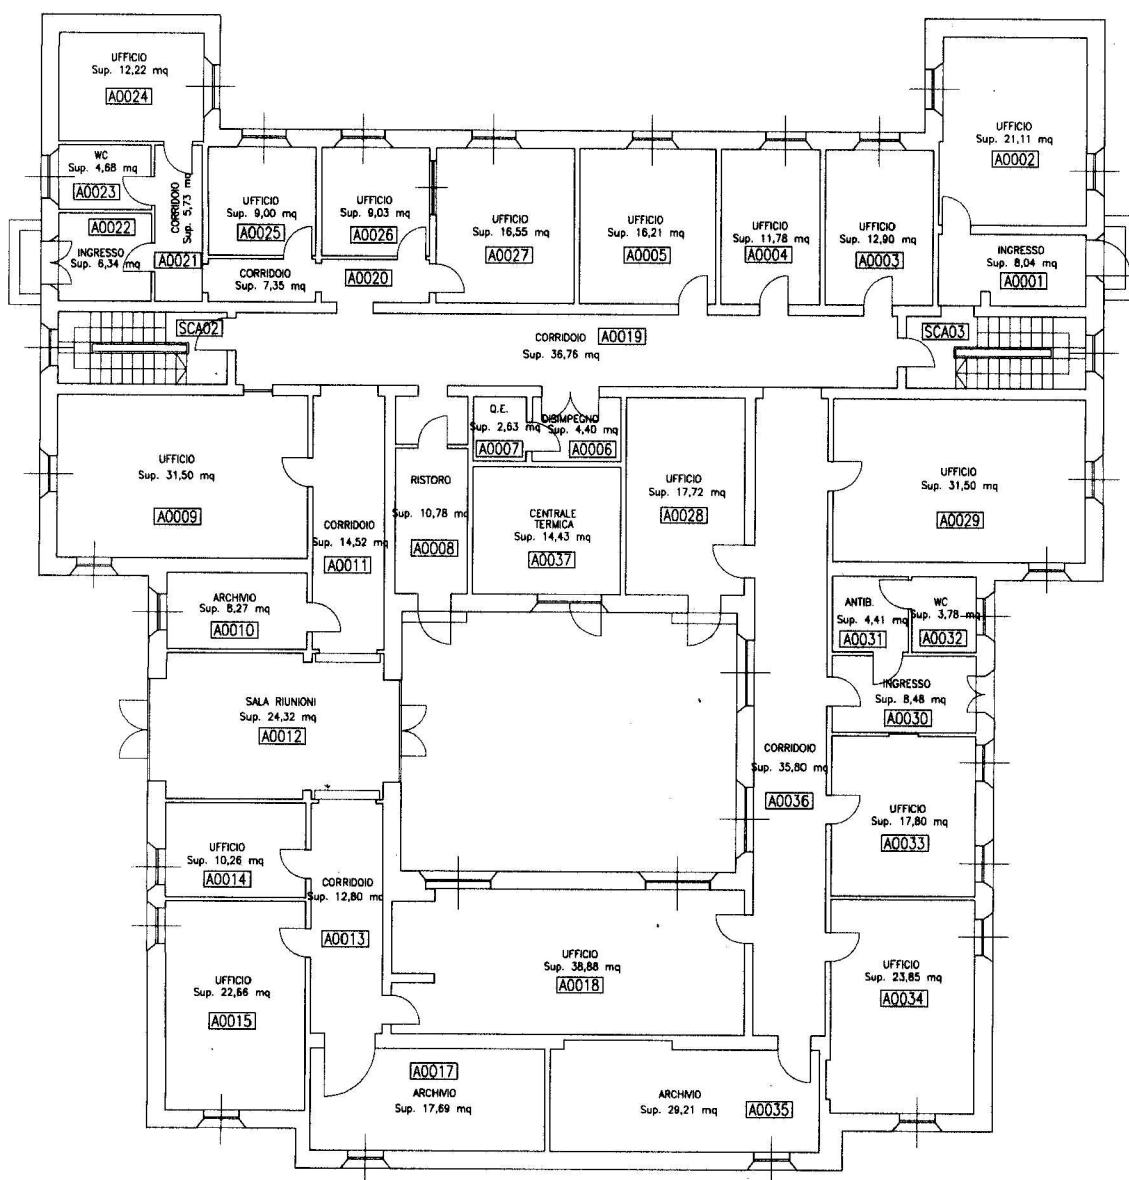 UFFICIO
Sup. 12,22 mq
A0024
WC
Sup. 4,68 mq
A0023
A0022
INGRESSO
Sup. 6,34 mq
CORRIDOIO
Sup. 5,73 mq
A0021
UFFICIO
Sup. 9,00 mq
A0025
UFFICIO
Sup. 9,03 mq
A0026
CORRIDOIO
Sup. 7,35 mq
A0020
UFFICIO
Sup. 16,55 mq
A0027
UFFICIO
Sup. 16,21 mq
A0005
UFFICIO
Sup. 11,78 mq
A0004
UFFICIO
Sup. 12,90 mq
A0003
UFFICIO
Sup. 21,11 mq
A0002
INGRESSO
Sup. 8,04 mq
A0001
SCA02
CORRIDOIO
A0019
Sup. 36,76 mq
SCA03
UFFICIO
Sup. 31,50 mq
A0009
CORRIDOIO
Sup. 14,52 mq
A0011
RISTORO
Sup. 10,78 mq
A0008
Q.E.
Sup. 2,63 mq
A0007
DISIMPEGNO
Sup. 4,40 mq
A0006
CENTRALE
TERMICA
Sup. 14,43 mq
A0037
UFFICIO
Sup. 17,72 mq
A0028
UFFICIO
Sup. 31,50 mq
A0029
ARCHIVIO
Sup. 8,27 mq
A0010
ANTIB.
Sup. 4,41 mq
A0031
WC
Sup. 3,78 mq
A0032
INGRESSO
Sup. 8,48 mq
A0030
SALA RIUNIONI
Sup. 24,32 mq
A0012
CORRIDOIO
Sup. 35,80 mq
A0036
UFFICIO
Sup. 17,80 mq
A0033
UFFICIO
Sup. 10,26 mq
A0014
CORRIDOIO
Sup. 12,80 mq
A0013
UFFICIO
Sup. 22,66 mq
A0015
UFFICIO
Sup. 38,88 mq
A0018
UFFICIO
Sup. 23,85 mq
A0034
A0017
ARCHIVIO
Sup. 17,69 mq
ARCHIVIO
Sup. 29,21 mq
A0035